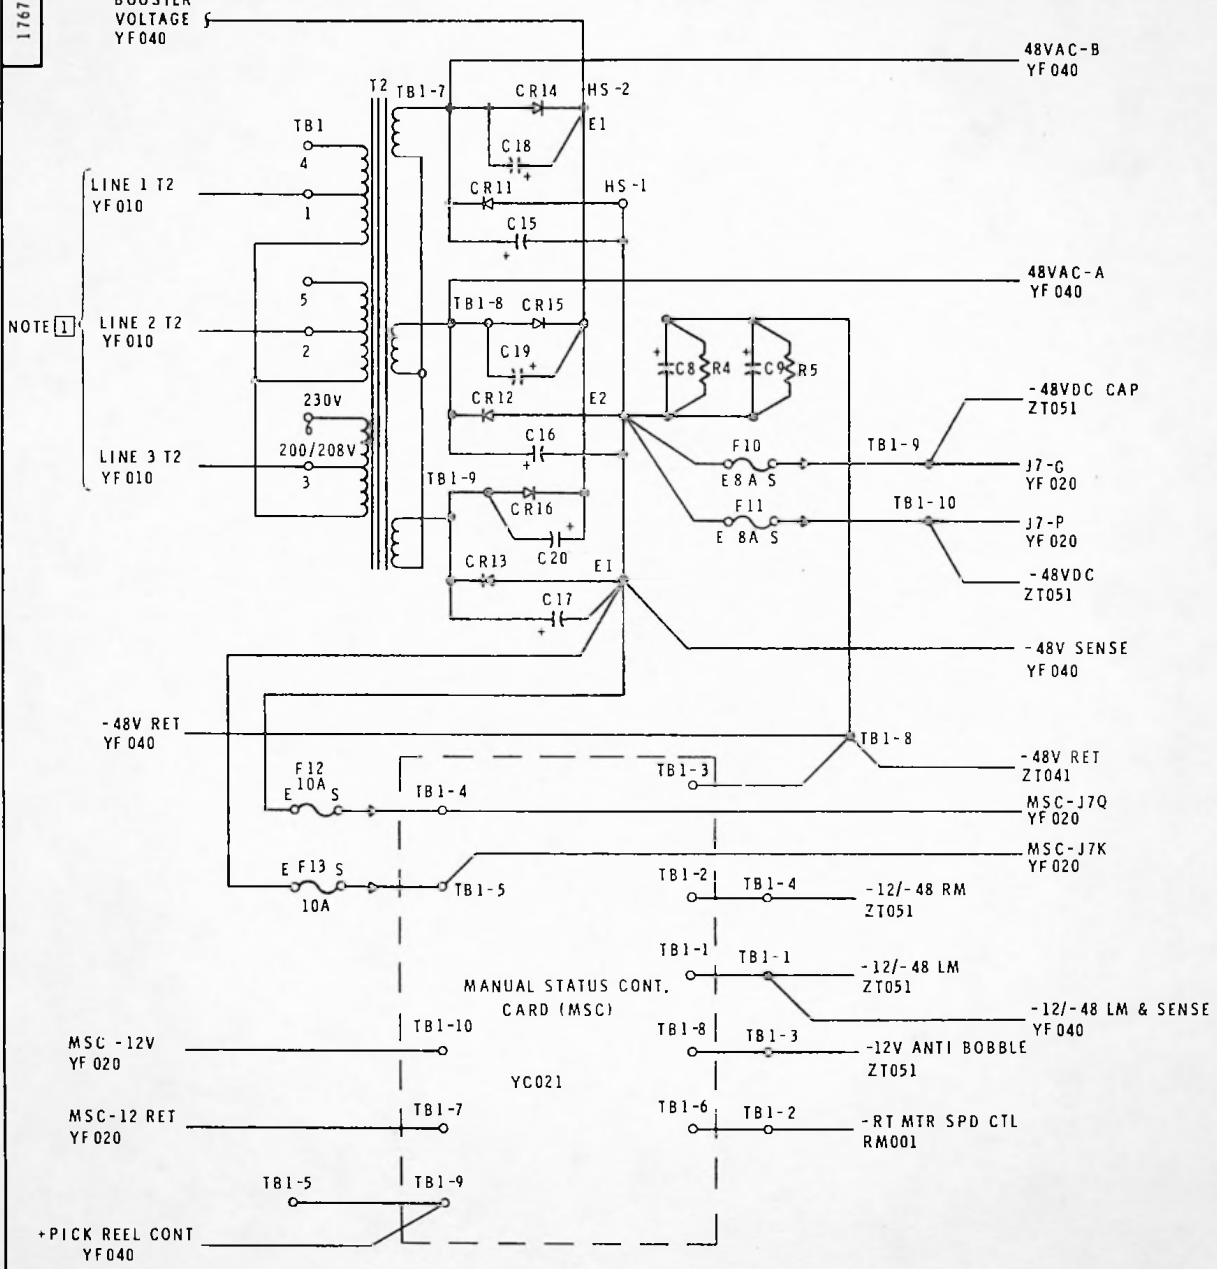 1767
BOOSTER
VOLTAGE
YF040
48VAC-B
YF040
T2
TB1-7
CR14
HS-2
E1
TB1
4
C18
+
LINE 1 T2
YF010
1
CR11
HS-1
C15
+
48VAC-A
YF040
5
TB1-8
CR15
NOTE 1
LINE 2 T2
YF010
2
C19
+
+
C8
R4
+
C9
R5
-48VDC CAP
ZT051
230V
6
CR12
E2
200/208V
C16
+
F10
TB1-9
LINE 3 T2
YF010
3
E 8A S
J7-G
YF020
TB1-9
CR16
F11
TB1-10
+
C20
E 8A S
J7-P
YF020
CR13
E1
-48VDC
ZT051
C17
+
-48V SENSE
YF040
-48V RET
YF040
TB1-8
-48V RET
ZT041
F12
10A
E S
TB1-4
TB1-3
MSC-J7Q
YF020
MSC-J7K
YF020
E F13 S
10A
TB1-5
TB1-2
TB1-4
-12/-48 RM
ZT051
TB1-1
TB1-1
-12/-48 LM
ZT051
MANUAL STATUS CONT.
CARD (MSC)
-12/-48 LM & SENSE
YF040
TB1-10
TB1-8
TB1-3
MSC -12V
YF020
-12V ANTI BOBBLE
ZT051
YC021
MSC-12 RET
YF020
TB1-7
TB1-6
TB1-2
-RT MTR SPD CTL
RM001
TB1-5
TB1-9
+PICK REEL CONT
YF040